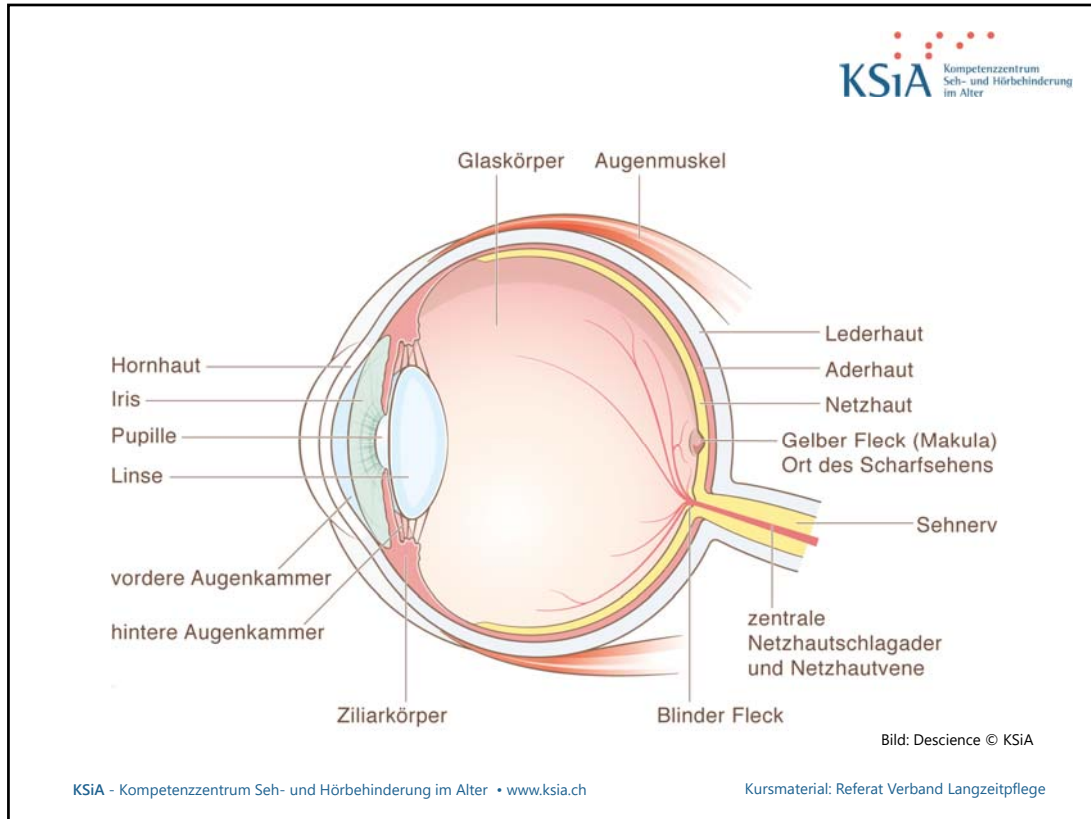 KSiA Kompetenzzentrum
Seh- und Hörbehinderung
im Alter
Glaskörper
Augenmuskel
Hornhaut
Iris
Pupille
Linse
vordere Augenkammer
hintere Augenkammer
Ziliarkörper
Lederhaut
Aderhaut
Netzhaut
Gelber Fleck (Makula)
Ort des Scharfsehens
Sehnerv
zentrale
Netzhautschlagader
und Netzhautvene
Blinder Fleck
Bild: Descience © KSiA
KSiA - Kompetenzzentrum Seh- und Hörbehinderung im Alter • www.ksia.ch
Kursmaterial: Referat Verband Langzeitpflege